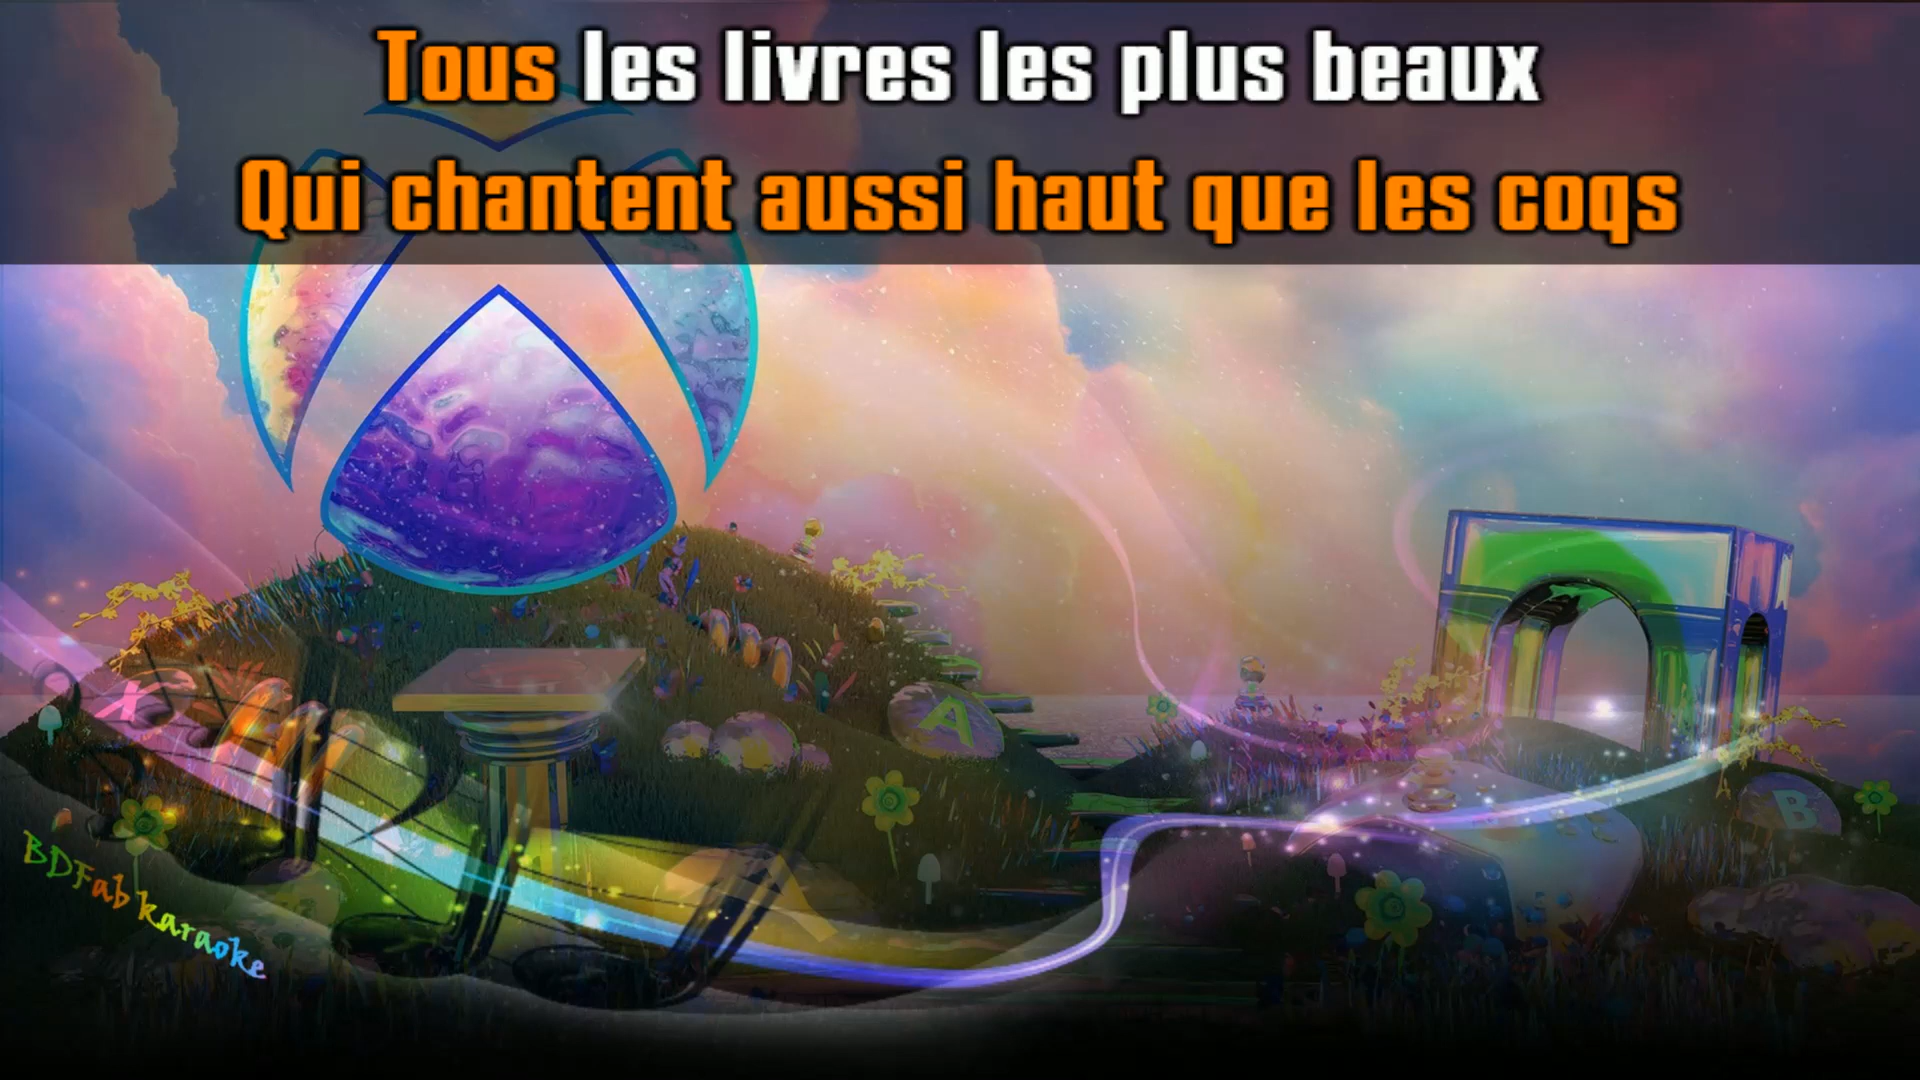 Tous les livres les plus beaux
Qui chantent aussi haut que les coqs
A
B
BDFab karaoke